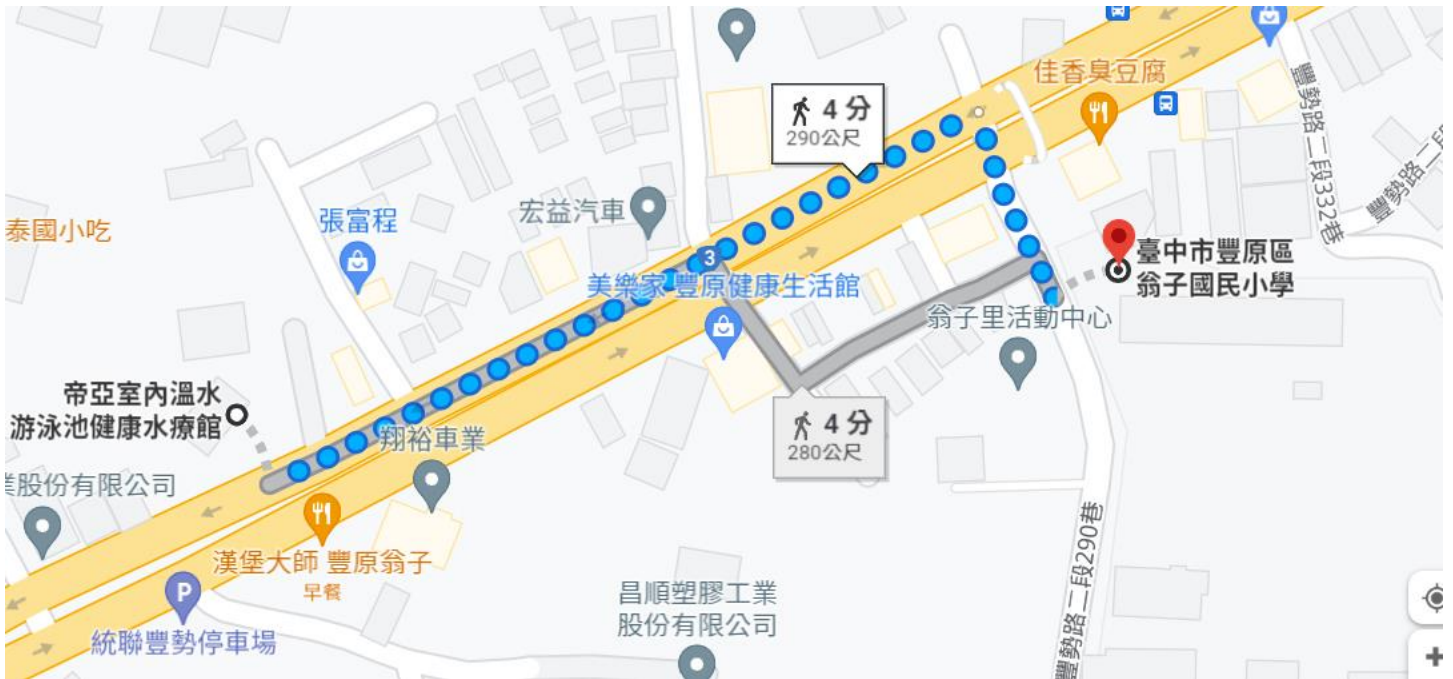 佳香臭豆腐
4 分
290公尺
豐勢路二段332巷
豐勢路二段
泰國小吃
張富程
宏益汽車
3
美樂家 豐原健康生活館
臺中市豐原區
翁子國民小學
翁子里活動中心
帝亞室內溫水
游泳池健康水療館
翔裕車業
4 分
280公尺
業股份有限公司
漢堡大師 豐原翁子
早餐
P
統聯豐勢停車場
昌順塑膠工業
股份有限公司
豐勢路二段290巷